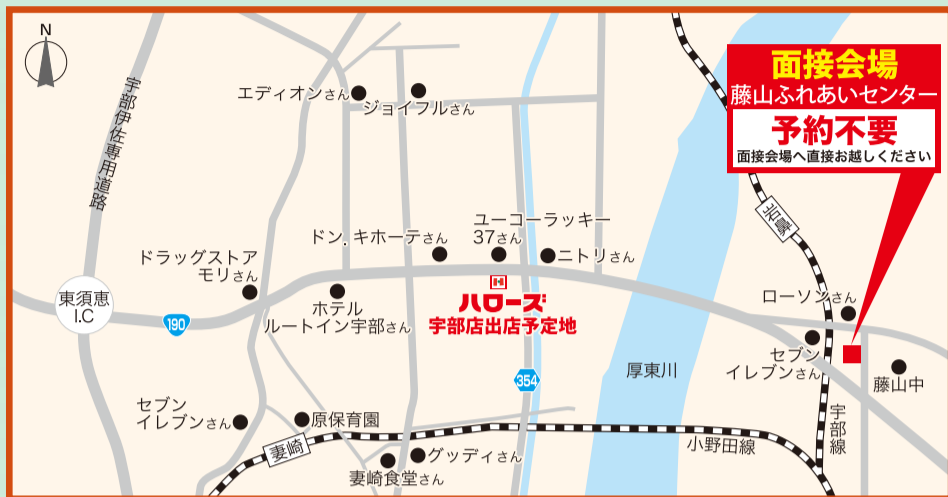 N
面接会場
藤山ふれあいセンター
予約不要
面接会場へ直接お越しください
宇部伊佐専用道路
エディオンさん
ジョイフルさん
岩鼻
ユーコーラッキー
37さん
ドン.キホーテさん
ニトリさん
ドラッグストア
モリさん
東須恵
I.C
190
ホテル
ルートイン宇部さん
H
ハローズ
宇部店出店予定地
ローソンさん
セブン
イレブンさん
藤山中
厚東川
354
セブン
イレブンさん
原保育園
妻崎
グッディさん
妻崎食堂さん
小野田線
宇部線